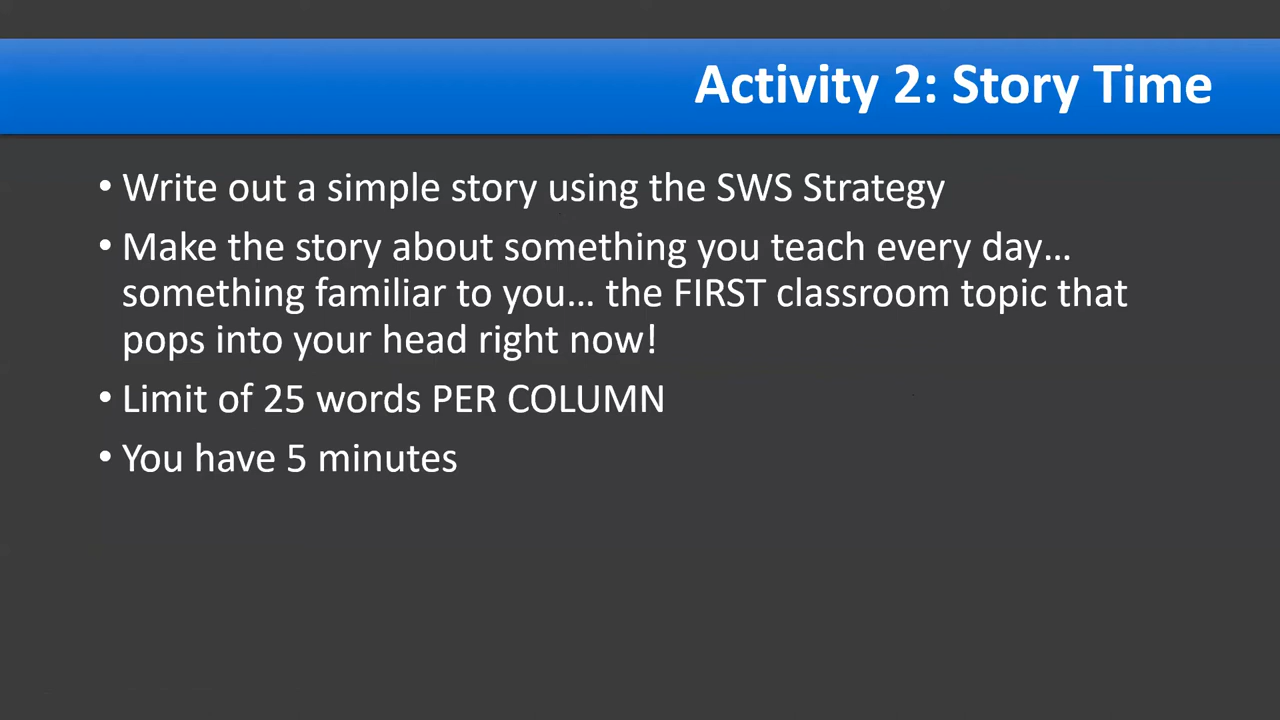 Activity 2: Story Time
• Write out a simple story using the SWS Strategy
• Make the story about something you teach every day…
something familiar to you… the FIRST classroom topic that
pops into your head right now!
• Limit of 25 words PER COLUMN
• You have 5 minutes